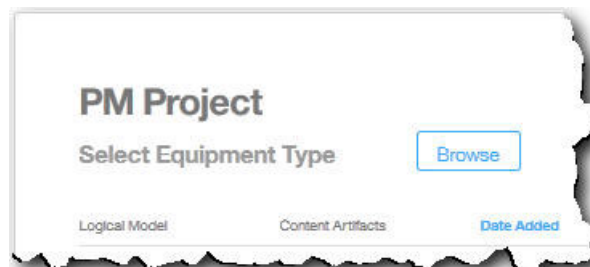 PM Project
Select Equipment Type Browse
Logical Model Content Artifacts Date Added